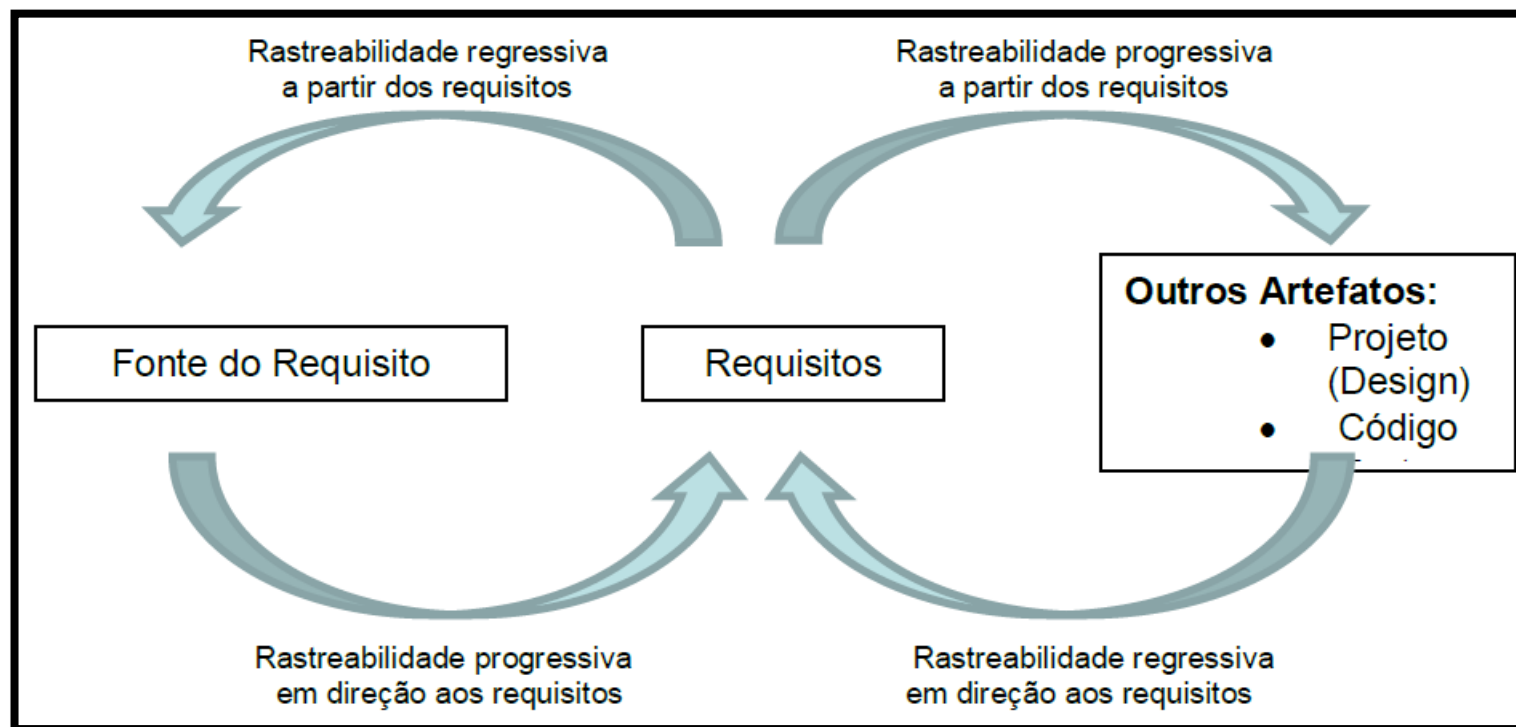 Rastreabilidade regressiva
a partir dos requisitos
Rastreabilidade progressiva
a partir dos requisitos
Fonte do Requisito
Requisitos
Outros Artefatos:
• Projeto
(Design)
• Código
Rastreabilidade progressiva
em direção aos requisitos
Rastreabilidade regressiva
em direção aos requisitos